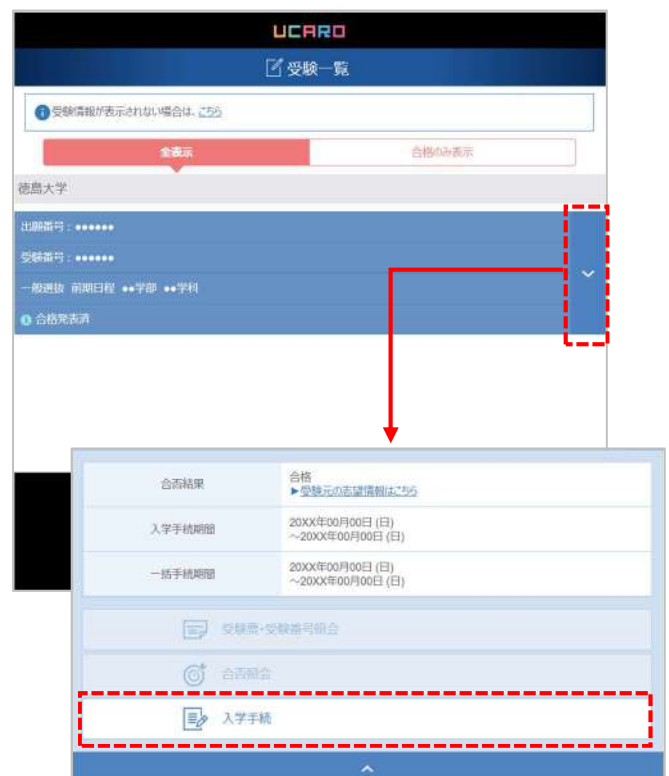 UCARO
受験一覧
受験情報が表示されない場合は、こちら
全表示
合格のみ表示
徳島大学
出願番号：●●●●●●
受験番号：●●●●●●
一般選抜 前期日程 ●●学部 ●●学科
合格発表済
合否結果
合格
▶受験元の志望情報はこちら
入学手続期間
20XX年00月00日 (日)
～20XX年00月00日 (日)
一括手続期間
20XX年00月00日 (日)
～20XX年00月00日 (日)
受験票・受験番号照会
合否照会
入学手続